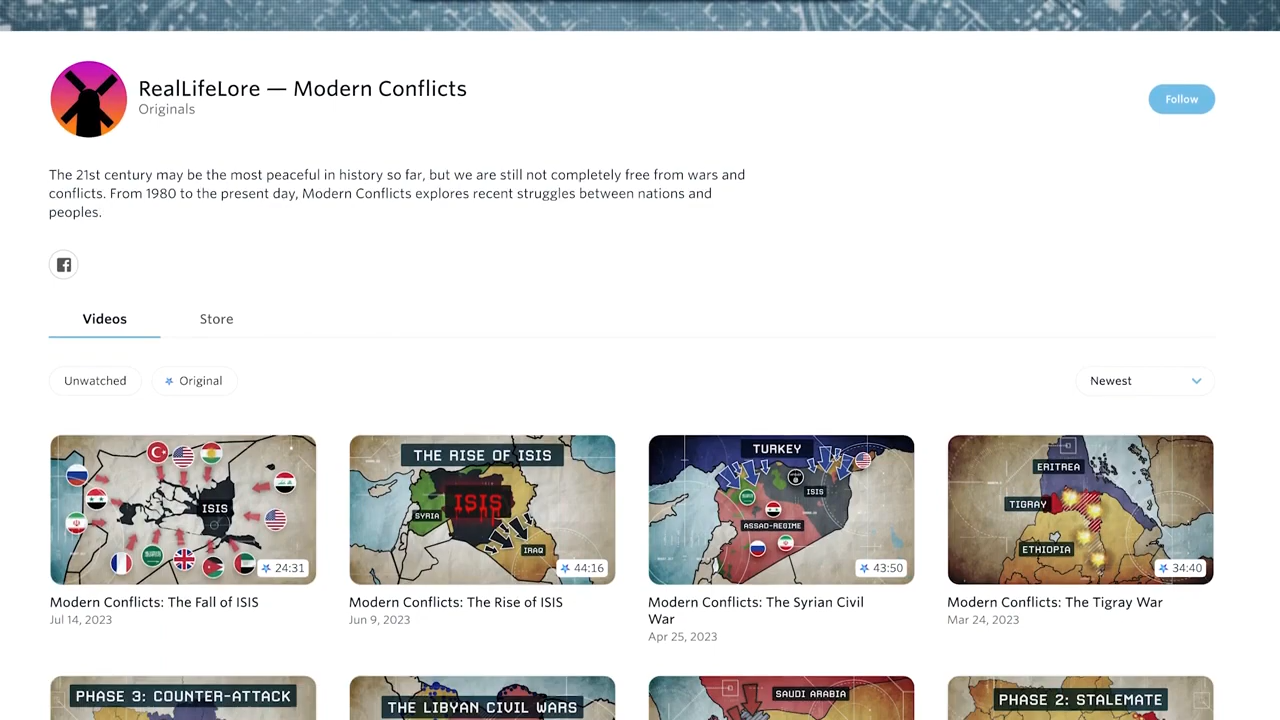 RealLifeLore — Modern Conflicts
Originals
Follow
The 21st century may be the most peaceful in history so far, but we are still not completely free from wars and
conflicts. From 1980 to the present day, Modern Conflicts explores recent struggles between nations and
peoples.
Videos
Store
Unwatched
Original
Newest
ISIS
24:31
THE RISE OF ISIS
ISIS
SYRIA
IRAQ
44:16
TURKEY
ISIS
ASSAD-REGIME
43:50
ERITREA
TIGRAY
ETHIOPIA
34:40
Modern Conflicts: The Fall of ISIS
Jul 14, 2023
Modern Conflicts: The Rise of ISIS
Jun 9, 2023
Modern Conflicts: The Syrian Civil
War
Apr 25, 2023
Modern Conflicts: The Tigray War
Mar 24, 2023
PHASE 3: COUNTER-ATTACK
THE LIBYAN CIVIL WARS
SAUDI ARABIA
PHASE 2: STALEMATE